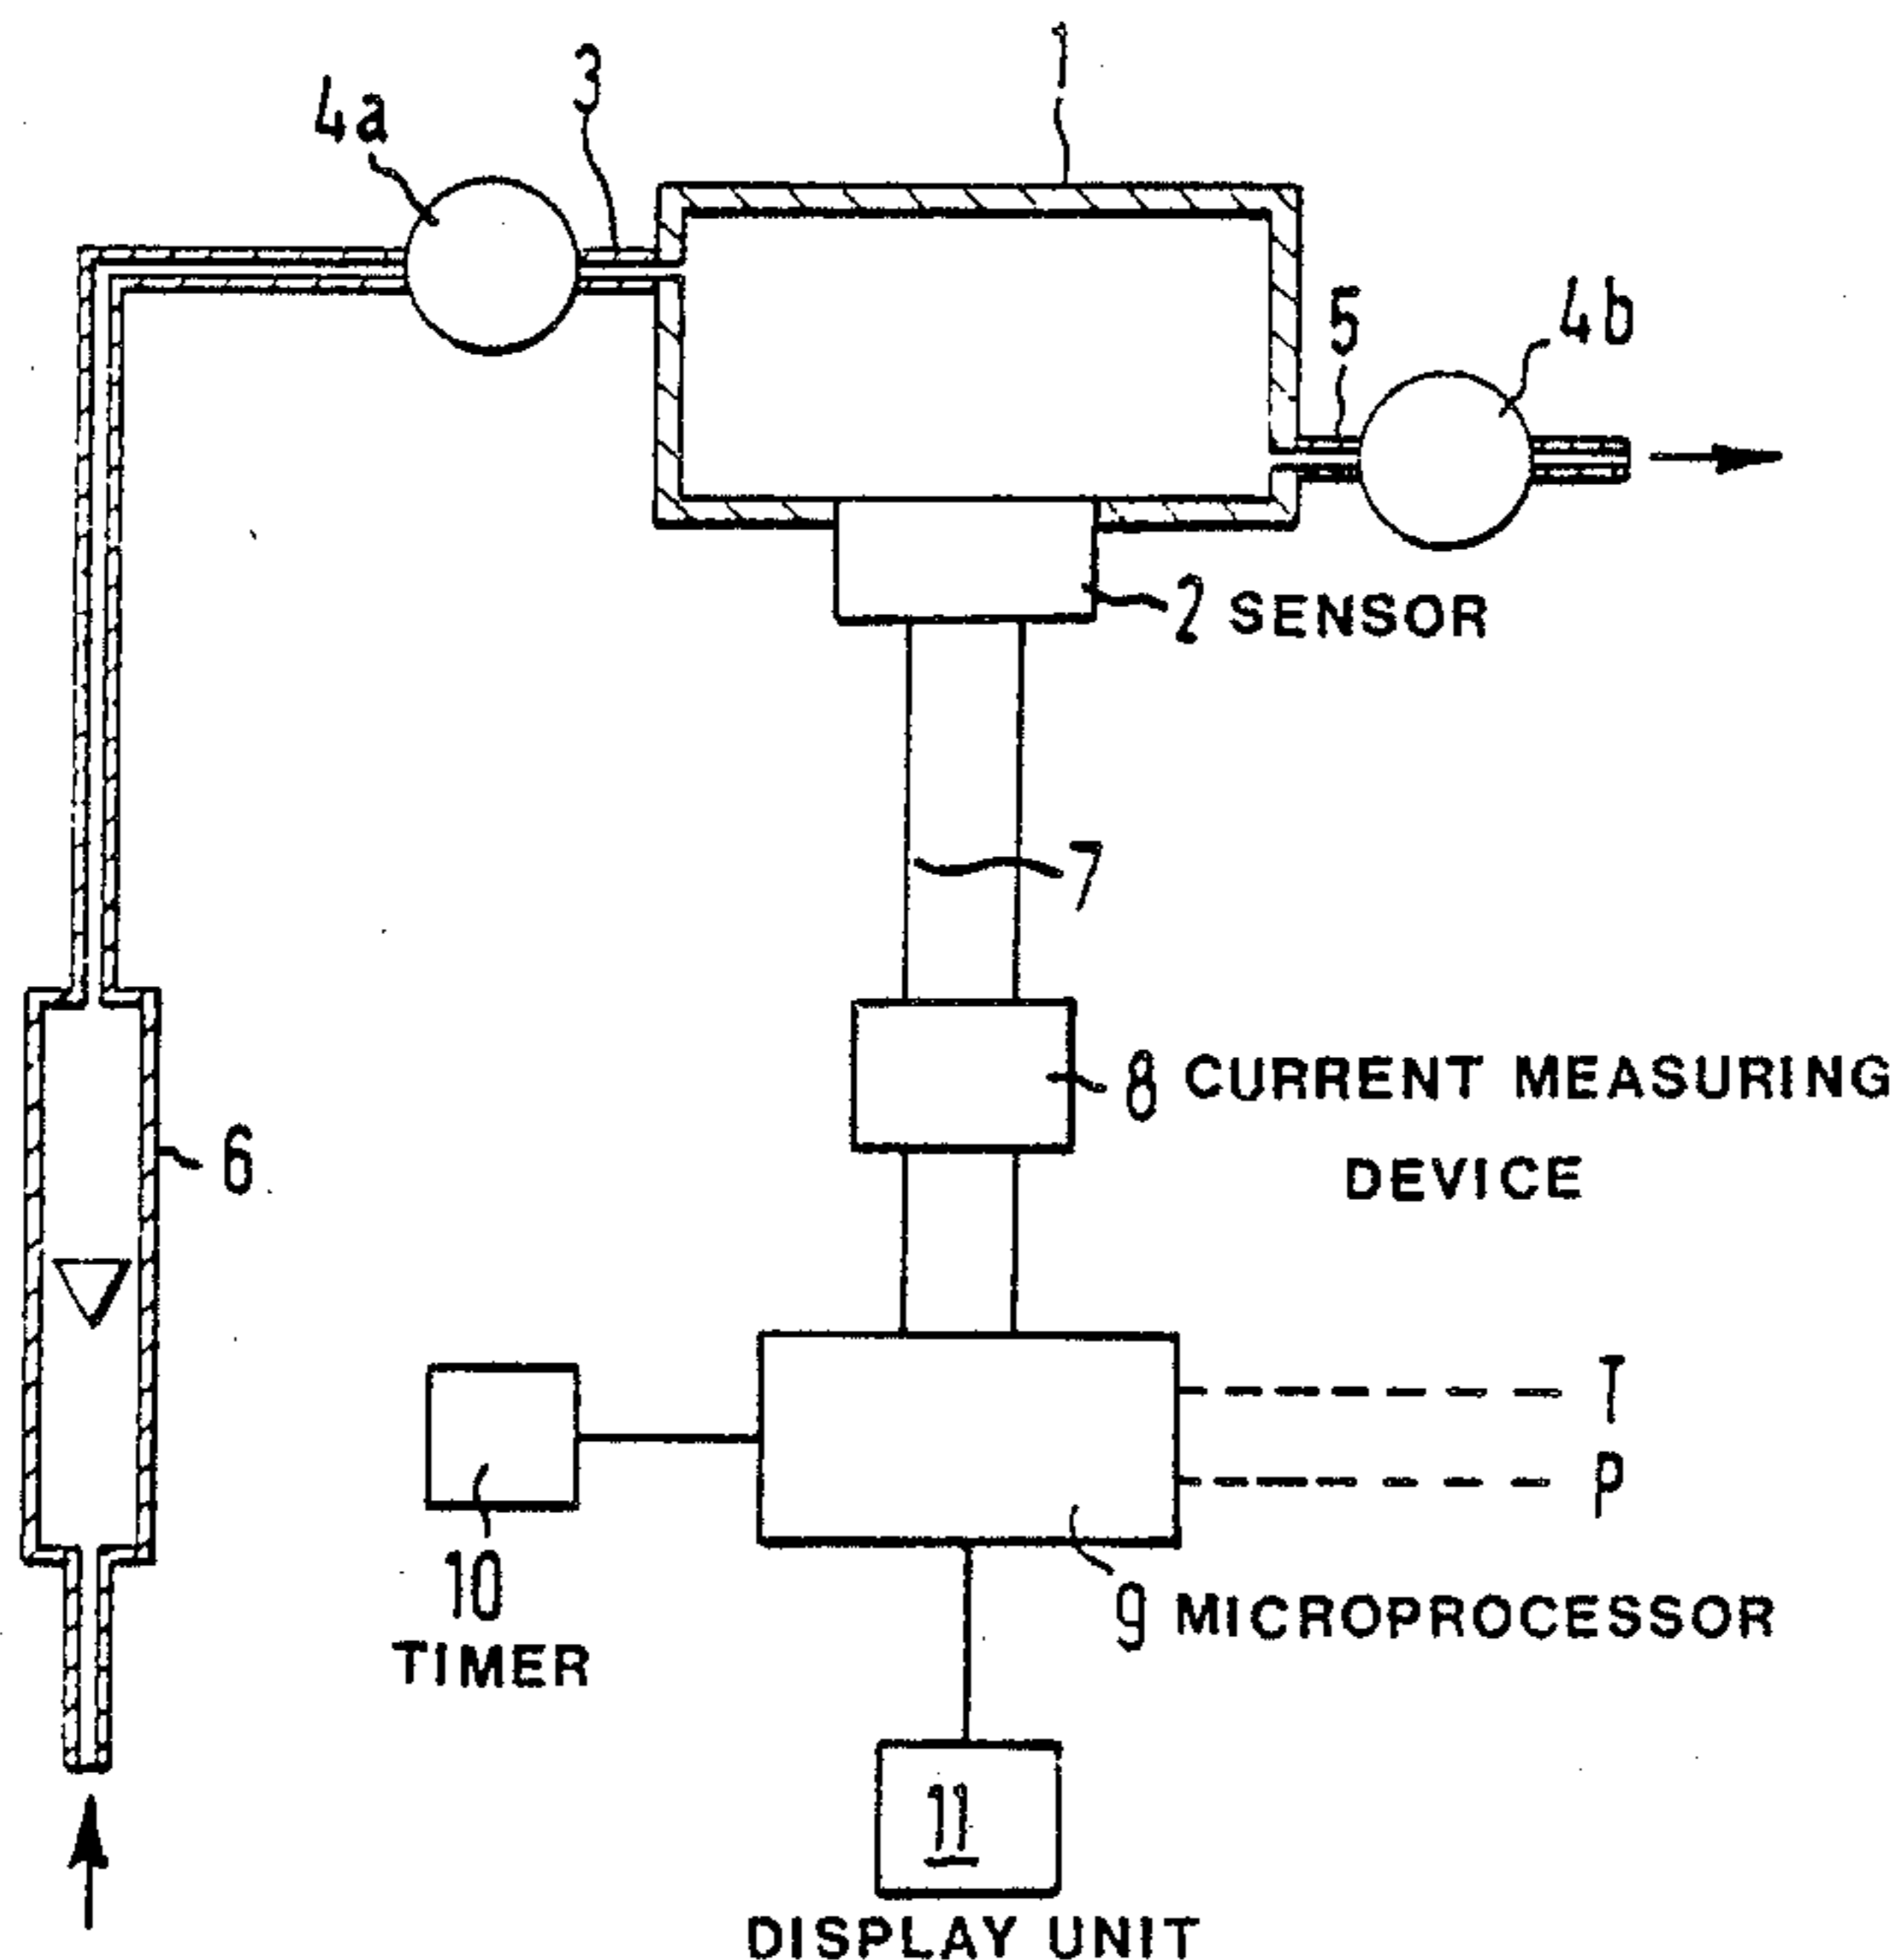 1
3
4a
5
4b
2 SENSOR
7
8 CURRENT MEASURING
DEVICE
6
T
P
10
TIMER
9 MICROPROCESSOR
11
DISPLAY UNIT